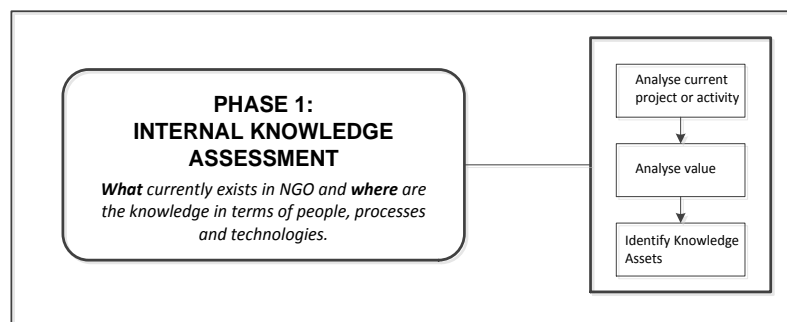 PHASE 1:
INTERNAL KNOWLEDGE
ASSESSMENT
What currently exists in NGO and where are
the knowledge in terms of people, processes
and technologies.
Analyse current
project or activity
Analyse value
Identify Knowledge
Assets